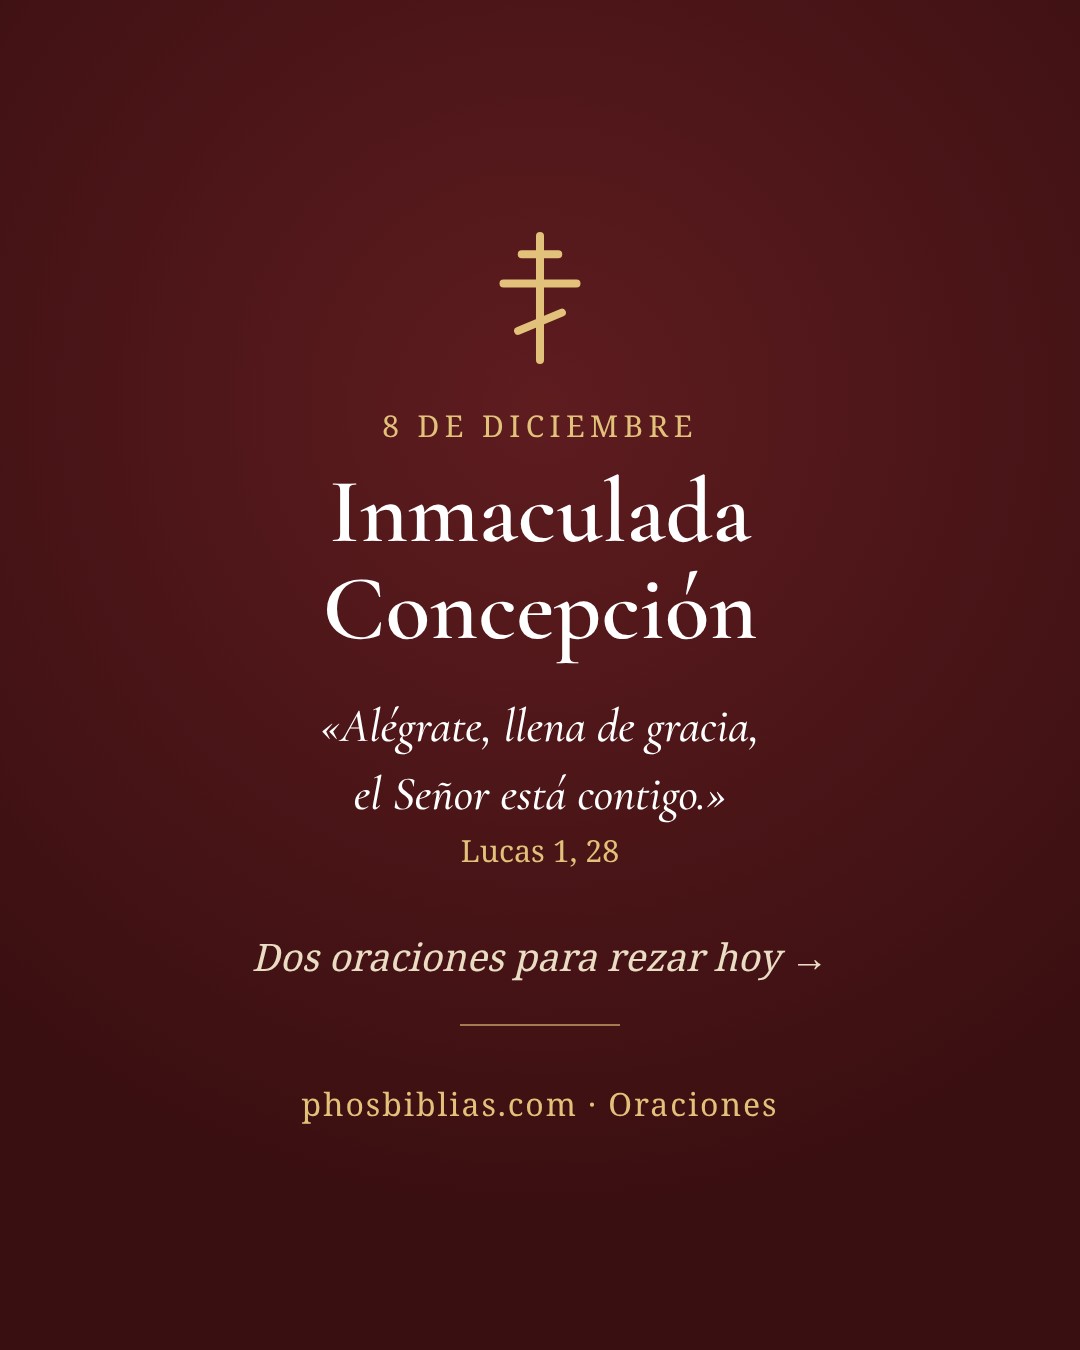 8 DE DICIEMBRE
Inmaculada
Concepción
«Alégrate, llena de gracia,
el Señor está contigo.»
Lucas 1, 28
Dos oraciones para rezar hoy →
phosbiblias.com · Oraciones